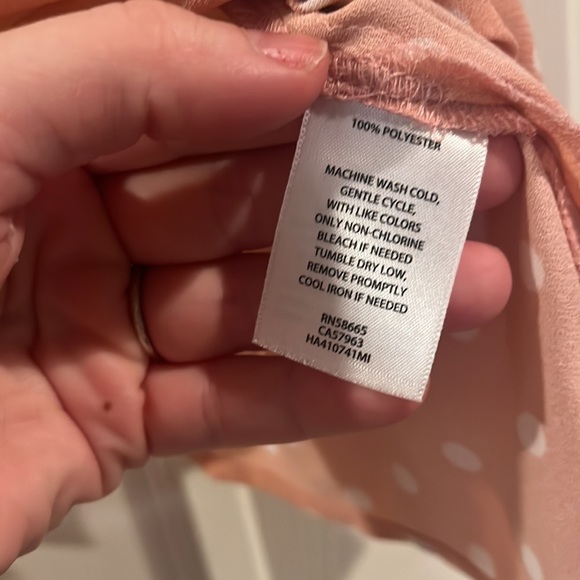 100% POLYESTER
MACHINE WASH COLD,
GENTLE CYCLE,
WITH LIKE COLORS
ONLY NON-CHLORINE
BLEACH IF NEEDED
TUMBLE DRY LOW,
REMOVE PROMPTLY
COOL IRON IF NEEDED
RN58665
CA57963
HA410741MI